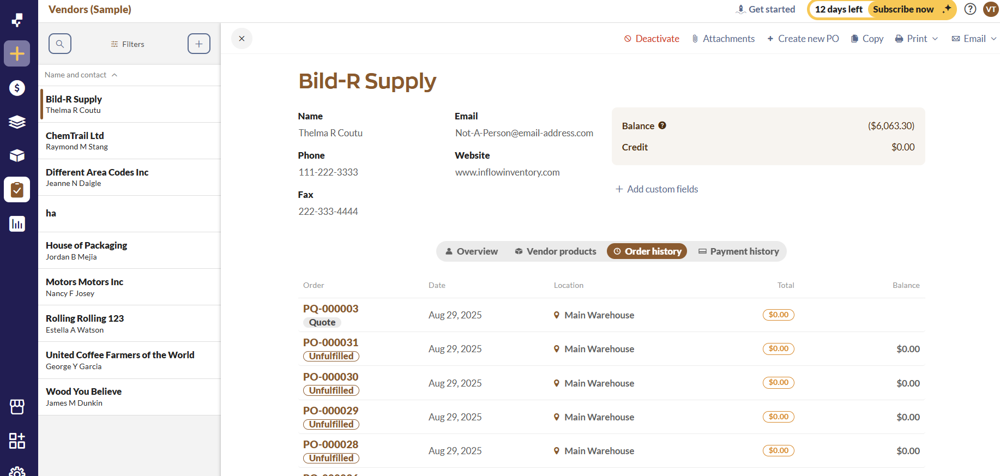 Vendors (Sample)
Get started
12 days left
Subscribe now
?
VT
Filters
Name and contact
Bild-R Supply
Thelma R Coutu
ChemTrail Ltd
Raymond M Stang
Different Area Codes Inc
Jeanne N Daigle
ha
House of Packaging
Jordan B Mejia
Motors Motors Inc
Nancy F Josey
Rolling Rolling 123
Estella A Watson
United Coffee Farmers of the World
George Y Garcia
Wood You Believe
James M Dunkin
Deactivate
Attachments
Create new PO
Copy
Print
Email
Bild-R Supply
Name
Thelma R Coutu
Phone
111-222-3333
Fax
222-333-4444
Email
Not-A-Person@email-address.com
Website
www.inflowinventory.com
Balance ? ($6,063.30)
Credit $0.00
+ Add custom fields
Overview
Vendor products
Order history
Payment history
Order Date Location Total Balance
PQ-000003 Aug 29, 2025 Main Warehouse $0.00
Quote
PO-000031 Aug 29, 2025 Main Warehouse $0.00 $0.00
Unfulfilled
PO-000030 Aug 29, 2025 Main Warehouse $0.00 $0.00
Unfulfilled
PO-000029 Aug 29, 2025 Main Warehouse $0.00 $0.00
Unfulfilled
PO-000028 Aug 29, 2025 Main Warehouse $0.00 $0.00
Unfulfilled